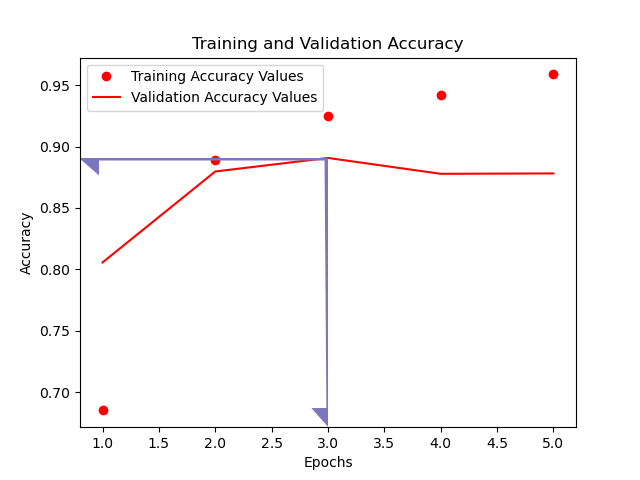 Training and Validation Accuracy
Training Accuracy Values
Validation Accuracy Values
0.95
0.90
0.85
0.80
0.75
0.70
Accuracy
1.0 1.5 2.0 2.5 3.0 3.5 4.0 4.5 5.0
Epochs